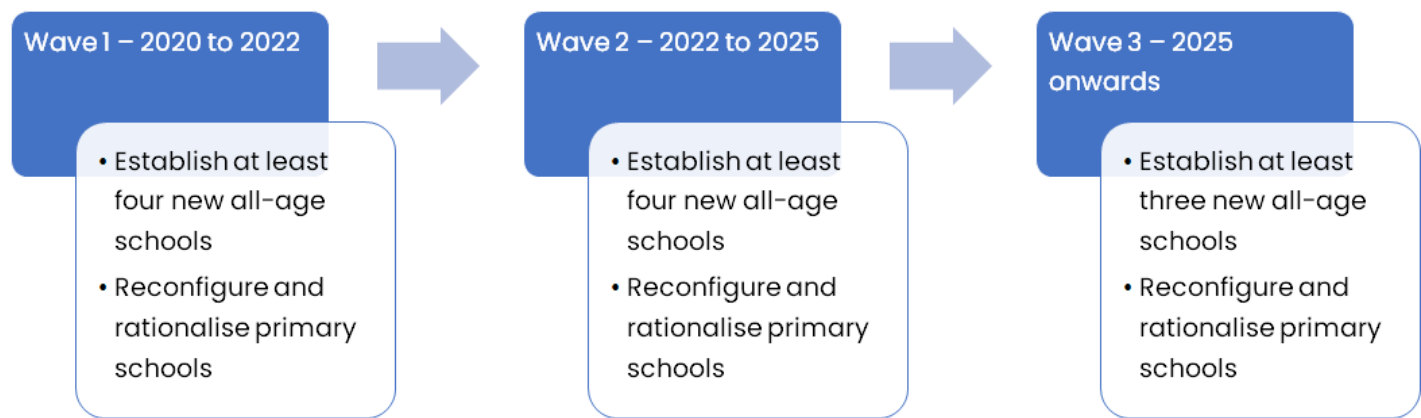 Wave 1 – 2020 to 2022
• Establish at least
four new all-age
schools
• Reconfigure and
rationalise primary
schools
Wave 2 – 2022 to 2025
• Establish at least
four new all-age
schools
• Reconfigure and
rationalise primary
schools
Wave 3 – 2025
onwards
• Establish at least
three new all-age
schools
• Reconfigure and
rationalise primary
schools